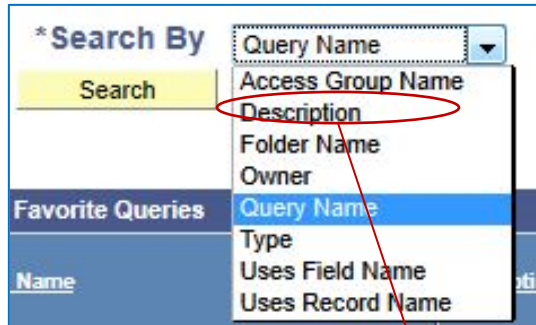 *Search By Query Name
Search
Access Group Name
Description
Folder Name
Owner
Favorite Queries Query Name
Type
Uses Field Name
Name
Uses Record Name